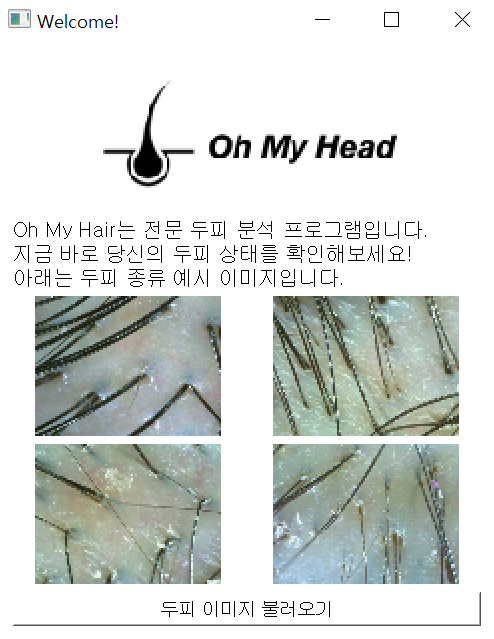 Welcome!
Oh My Head
Oh My Hair는 전문 두피 분석 프로그램입니다.
지금 바로 당신의 두피 상태를 확인해보세요!
아래는 두피 종류 예시 이미지입니다.
두피 이미지 불러오기